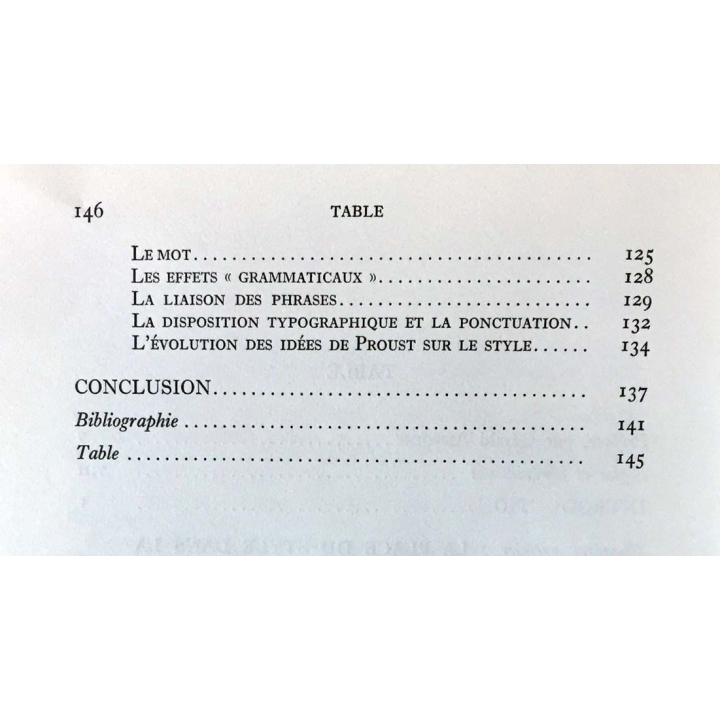 146 TABLE
LE MOT........................................ 125
LES EFFETS « GRAMMATICAUX »...................... 128
LA LIAISON DES PHRASES.......................... 129
LA DISPOSITION TYPOGRAPHIQUE ET LA PONCTUATION.. 132
L'ÉVOLUTION DES IDÉES DE PROUST SUR LE STYLE...... 134
CONCLUSION...................................... 137
Bibliographie ...................................... 141
Table .......................................... 145